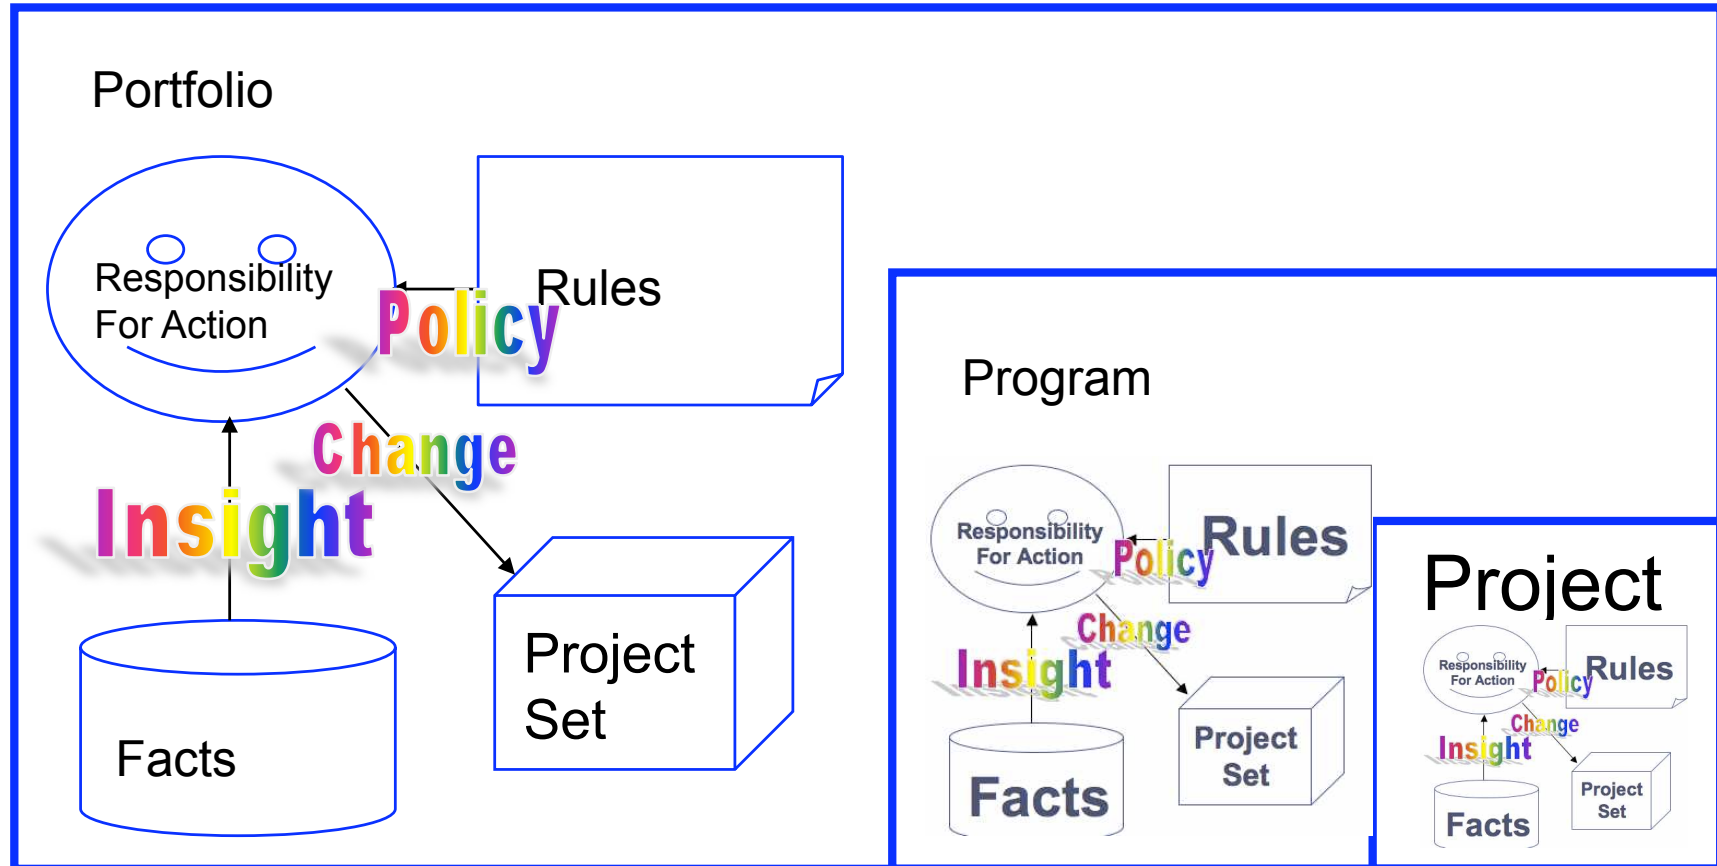 Portfolio
Responsibility
For Action
Policy
Rules
Change
Insight
Project
Set
Facts
Program
Responsibility
For Action
Policy
Rules
Change
Insight
Project
Set
Facts
Project
Responsibility
For Action
Policy
Rules
Change
Insight
Project
Set
Facts